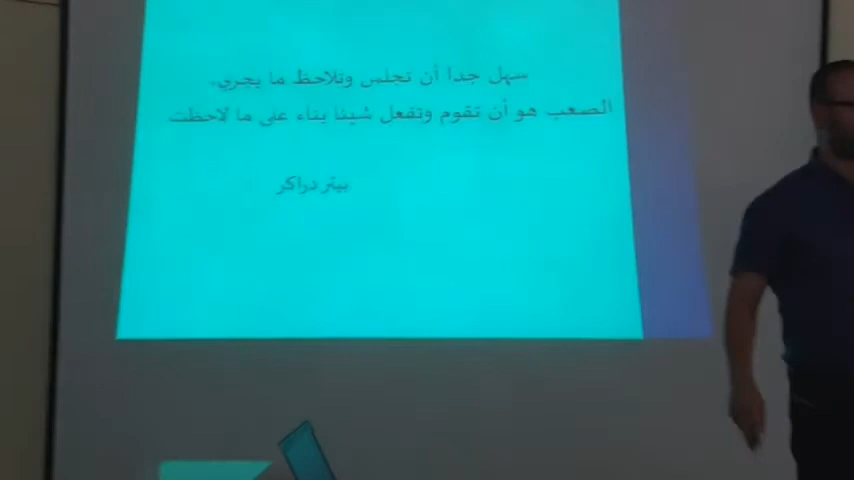 سهل جدا أن تجلس وتلاحظ ما يجري.
الصعب هو أن تقوم وتفعل شيئا بناء على ما لاحظت
بيتر دراكر